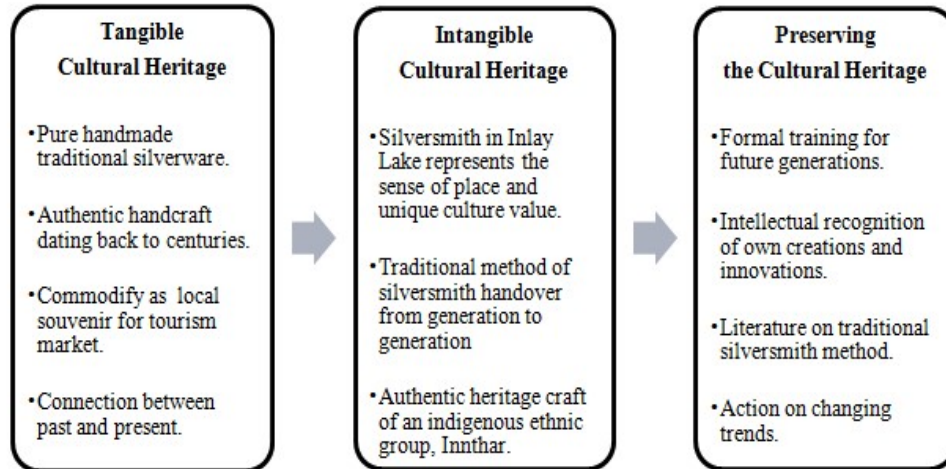 Tangible
Cultural Heritage
•Pure handmade
traditional silverware.
•Authentic handcraft
dating back to centuries.
•Commodify as local
souvenir for tourism
market.
•Connection between
past and present.
Intangible
Cultural Heritage
•Silversmith in Inlay
Lake represents the
sense of place and
unique culture value.
•Traditional method of
silversmith handover
from generation to
generation
•Authentic heritage craft
of an indigenous ethnic
group, Innthar.
Preserving
the Cultural Heritage
•Formal training for
future generations.
•Intellectual recognition
of own creations and
innovations.
•Literature on traditional
silversmith method.
•Action on changing
trends.